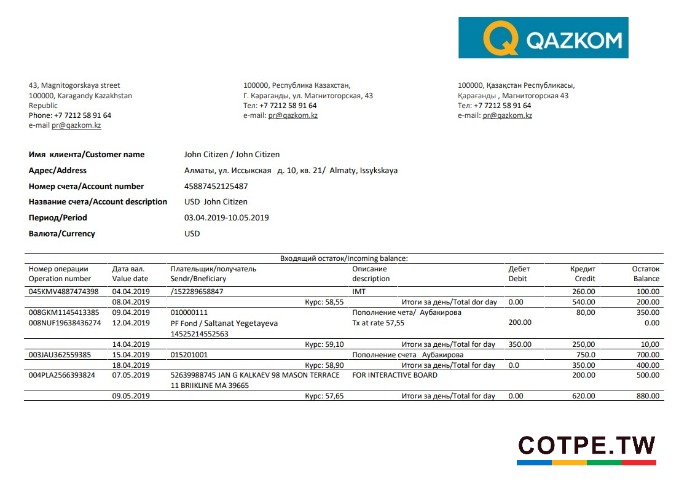 QAZKOM
43, Magnitogorskaya street
100000, Karagandy Kazakhstan
Republic
Phone: +7 7212 58 91 64
e-mail pr@qazkom.kz
100000, Республика Казахстан,
Г. Караганды, ул. Магнитогорская, 43
Тел: +7 7212 58 91 64
e-mail: pr@qazkom.kz
100000, Қазақстан Республикасы,
Қарағанды , Магнитогорский 43
Тел: +7 7212 58 91 64
e-mail: pr@qazkom.kz
Имя клиента/Customer name John Citizen / John Citizen
Адрес/Address Алматы, ул. Иссыкская д. 10, кв. 21/ Almaty, Issykskaya
Номер счета/Account number 45887452125487
Название счета/Account description USD John Citizen
Период/Period 03.04.2019-10.05.2019
Валюта/Currency USD
Входящий остаток/Incoming balance:
Номер операции Дата вал. Плательщик/получатель Описание Дебет Кредит Остаток
Operation number Value date Sendr/Bneficiary description Debit Credit Balance
045KMV4887474398 04.04.2019 /152289658847 IMT 260.00 100.00
08.04.2019 Курс: 58,55 Итоги за день/Total dor day 0.00 540.00 200.00
008GKM1145413385 09.04.2019 010000111 Пополнение учета/ Аубакирова 80,00 350.00
008NUF19638436274 12.04.2019 PF Fond / Saltanat Yegetayeva Tx at rate 57,55 200.00 0.00
14525214552563
14.04.2019 Курс: 59,10 Итоги за день/Total for day 350.00 250,00 10,00
003JAU362559385 15.04.2019 015201001 Пополнение счета Аубакирова 750.0 700.00
18.04.2019 Курс: 58,90 Итоги за день/Total for day 0.0 350.00 400.00
004PLA2566393824 07.05.2019 52639988745 JAN G KALKAEV 98 MASON TERRACE FOR INTERACTIVE BOARD 200.00 500.00
11 BRIIKLINE MA 39665
09.05.2019 Курс: 57,65 Итоги за день/Total for day 0.00 620.00 880.00
COTPE.TW